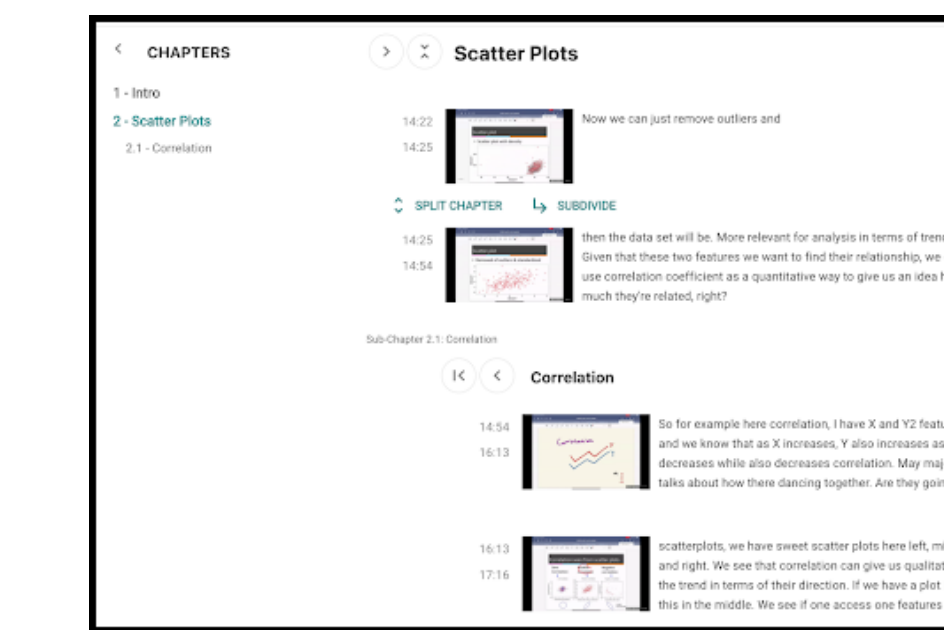 CHAPTERS
1 - Intro
2 - Scatter Plots
2.1 - Correlation
Scatter Plots
14:22
14:25
Now we can just remove outliers and
SPLIT CHAPTER
SUBDIVIDE
14:25
14:54
then the data set will be. More relevant for analysis in terms of tren
Given that these two features we want to find their relationship, we
use correlation coefficient as a quantitative way to give us an idea h
much they're related, right?
Sub-Chapter 2.1: Correlation
Correlation
14:54
16:13
So for example here correlation, I have X and Y2 featu
and we know that as X increases, Y also increases as
decreases while also decreases correlation. May maj
talks about how there dancing together. Are they goin
16:13
17:16
scatterplots, we have sweet scatter plots here left, mi
and right. We see that correlation can give us qualitat
the trend in terms of their direction. If we have a plot
this in the middle. We see if one access one features